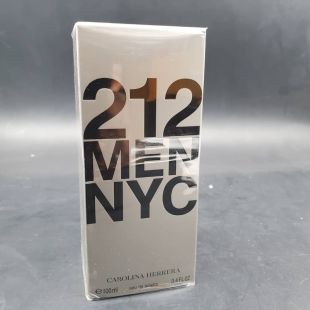 212
MEN
NYC
CAROLINA HERRERA
e 100ml eau de toilette 3.4 FL.OZ